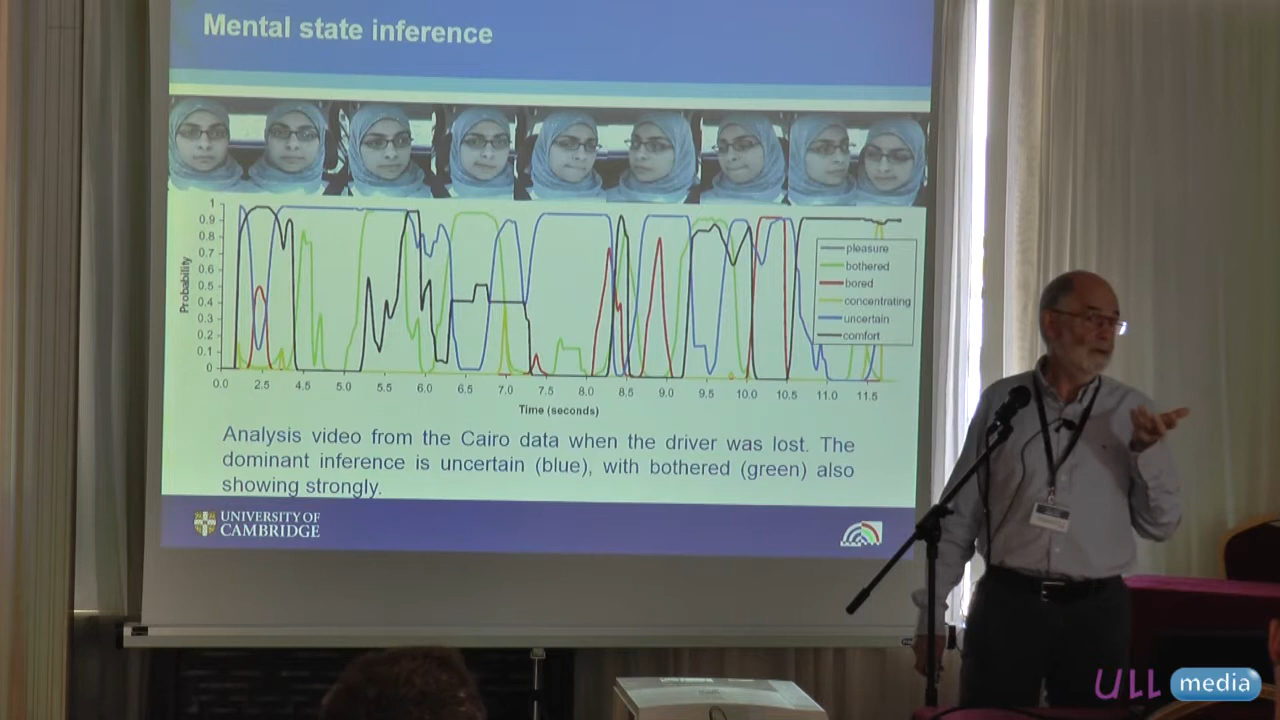 Mental state inference
1
0.9
0.8
0.7
0.6
0.5
0.4
0.3
0.2
0.1
0
Probability
0.0 2.5 4.5 5.0 5.5 6.0 6.5 7.0 7.5 8.0 8.5 9.0 9.5 10.0 10.5 11.0 11.5
Time (seconds)
pleasure
bothered
bored
concentrating
uncertain
comfort
Analysis video from the Cairo data when the driver was lost. The
dominant inference is uncertain (blue), with bothered (green) also
showing strongly.
UNIVERSITY OF
CAMBRIDGE
ULL media